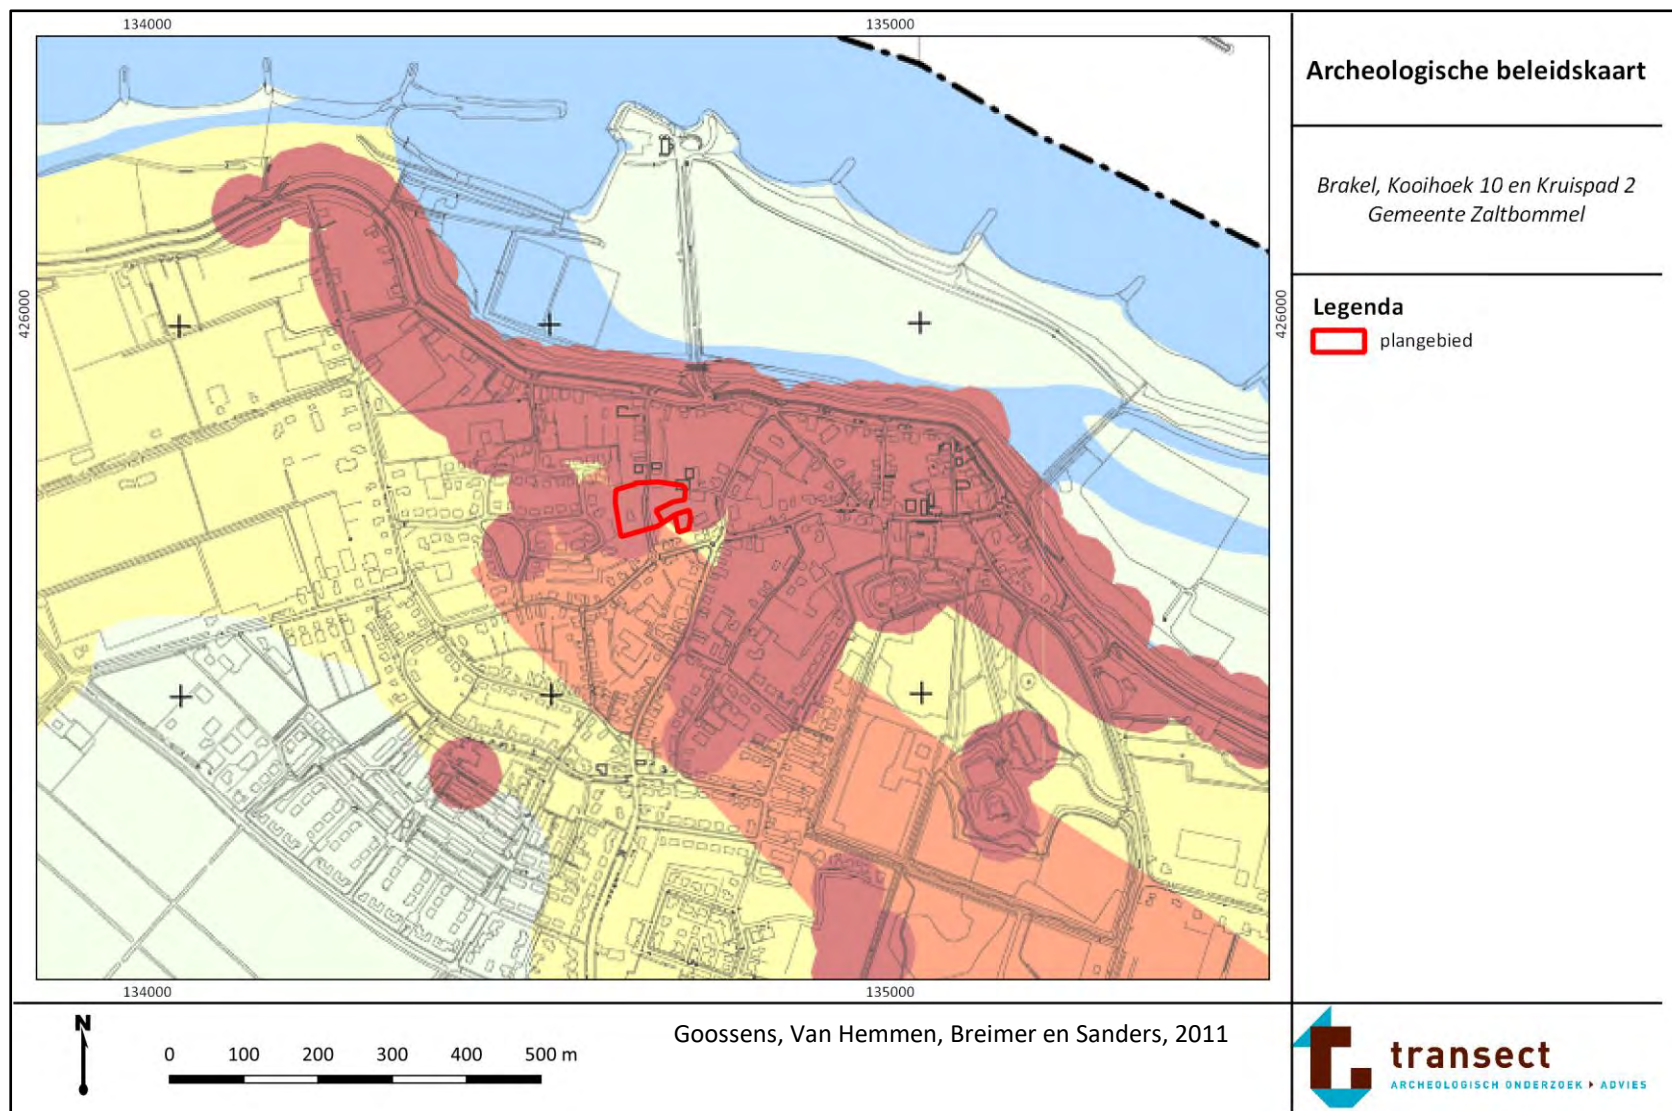 134000
135000
426000
426000
134000
135000
Archeologische beleidskaart
Brakel, Kooihoek 10 en Kruispad 2
Gemeente Zaltbommel
Legenda
plangebied
N
0 100 200 300 400 500 m
Goossens, Van Hemmen, Breimer en Sanders, 2011
transect
ARCHEOLOGISCH ONDERZOEK ▸ ADVIES